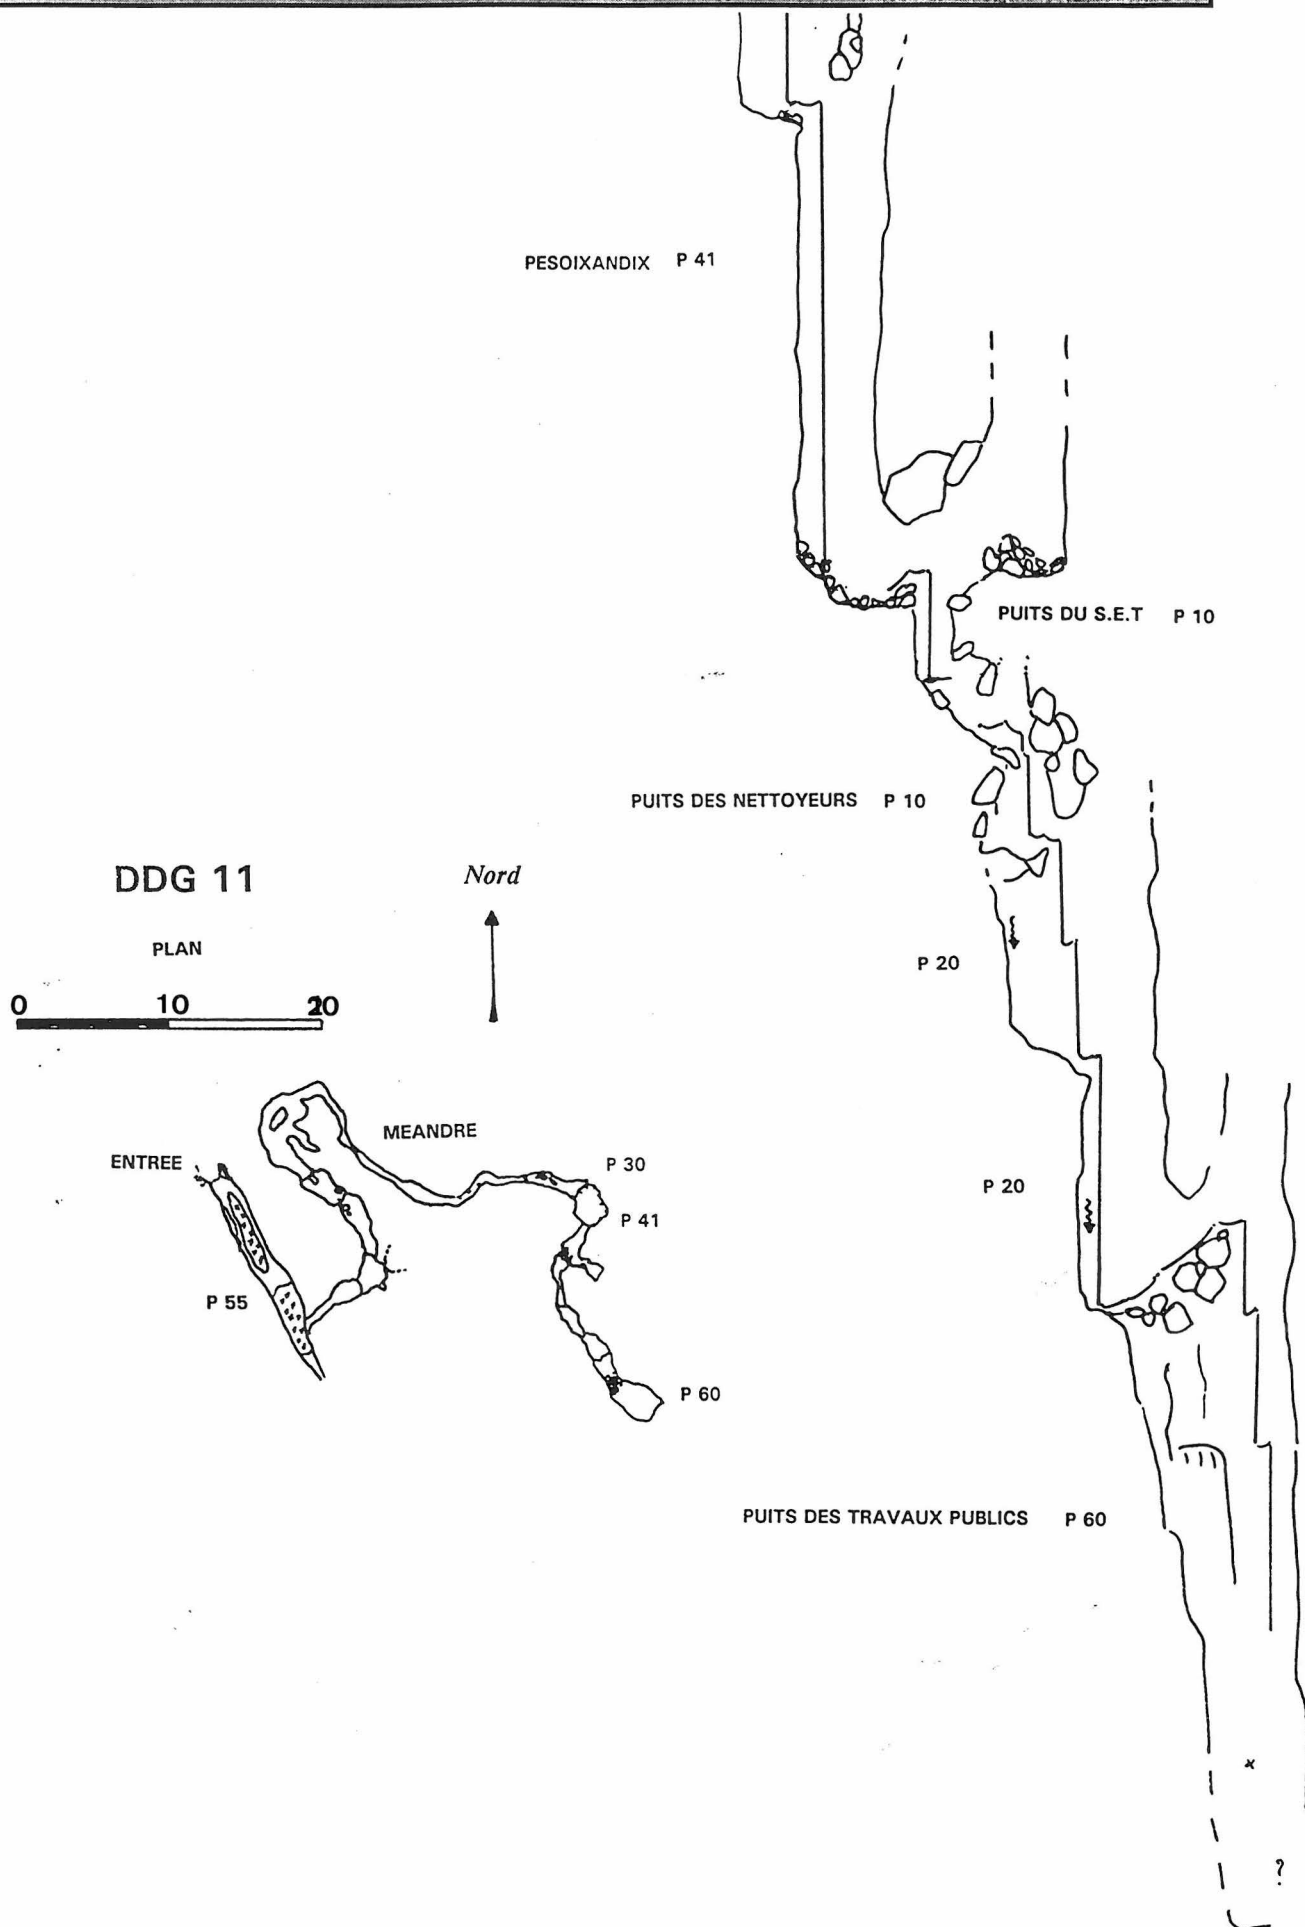 PESOIXANDIX P 41
PUITS DU S.E.T P 10
PUITS DES NETTOYEURS P 10
DDG 11
Nord
PLAN
P 20
0 10 20
MEANDRE
ENTREE
P 30
P 20
P 41
P 55
P 60
PUITS DES TRAVAUX PUBLICS P 60
?